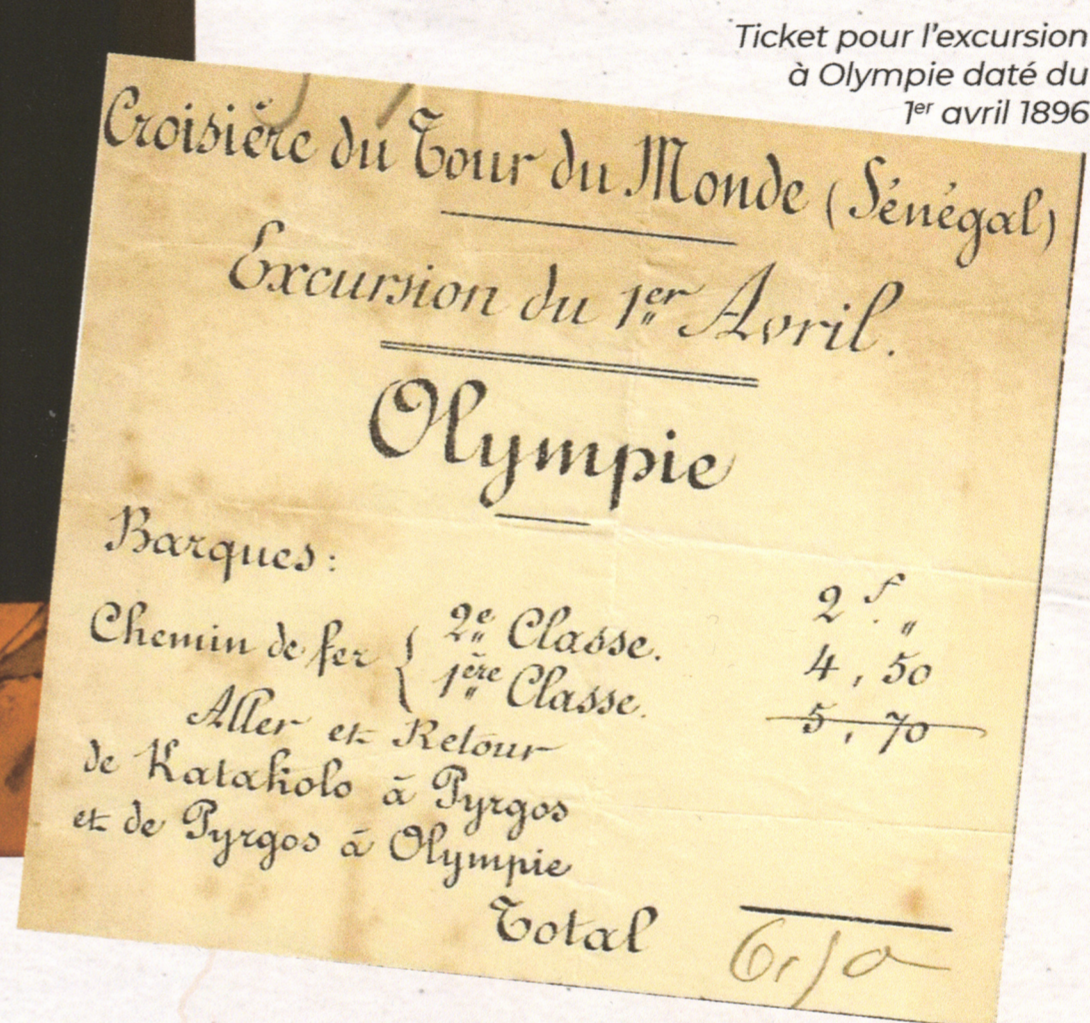 Ticket pour l'excursion
à Olympie daté du
1er avril 1896
Croisière du Tour du Monde (Sénégal)
Excursion du 1er Avril.
Olympie
Barques: 2 f. "
Chemin de fer { 2e Classe. 4,50
1ère Classe. 5,70
Aller et Retour
de Katakolo à Pyrgos
et de Pyrgos à Olympie
Total 6,50